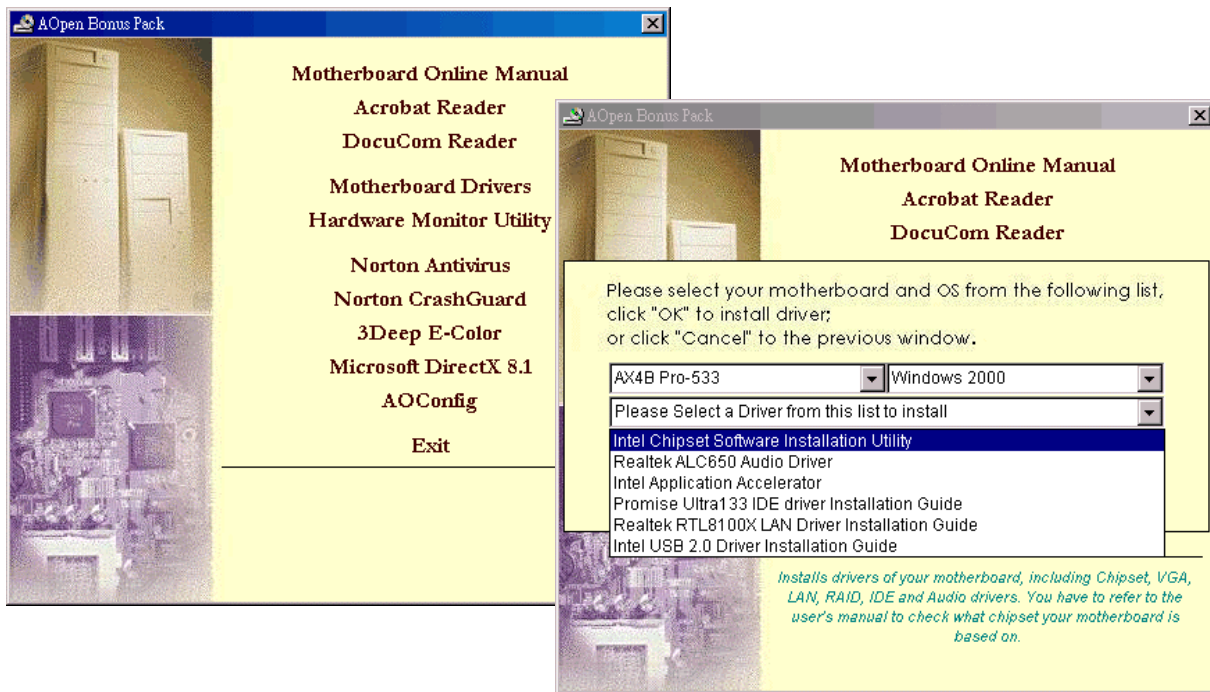 AOpen Bonus Pack
Motherboard Online Manual
Acrobat Reader
DocuCom Reader
Motherboard Drivers
Hardware Monitor Utility
Norton Antivirus
Norton CrashGuard
3Deep E-Color
Microsoft DirectX 8.1
AOConfig
Exit
AOpen Bonus Pack
Motherboard Online Manual
Acrobat Reader
DocuCom Reader
Please select your motherboard and OS from the following list,
click "OK" to install driver;
or click "Cancel" to the previous window.
AX4B Pro-533
Windows 2000
Please Select a Driver from this list to install
Intel Chipset Software Installation Utility
Realtek ALC650 Audio Driver
Intel Application Accelerator
Promise Ultra133 IDE driver Installation Guide
Realtek RTL8100X LAN Driver Installation Guide
Intel USB 2.0 Driver Installation Guide
Installs drivers of your motherboard, including Chipset, VGA,
LAN, RAID, IDE and Audio drivers. You have to refer to the
user's manual to check what chipset your motherboard is
based on.